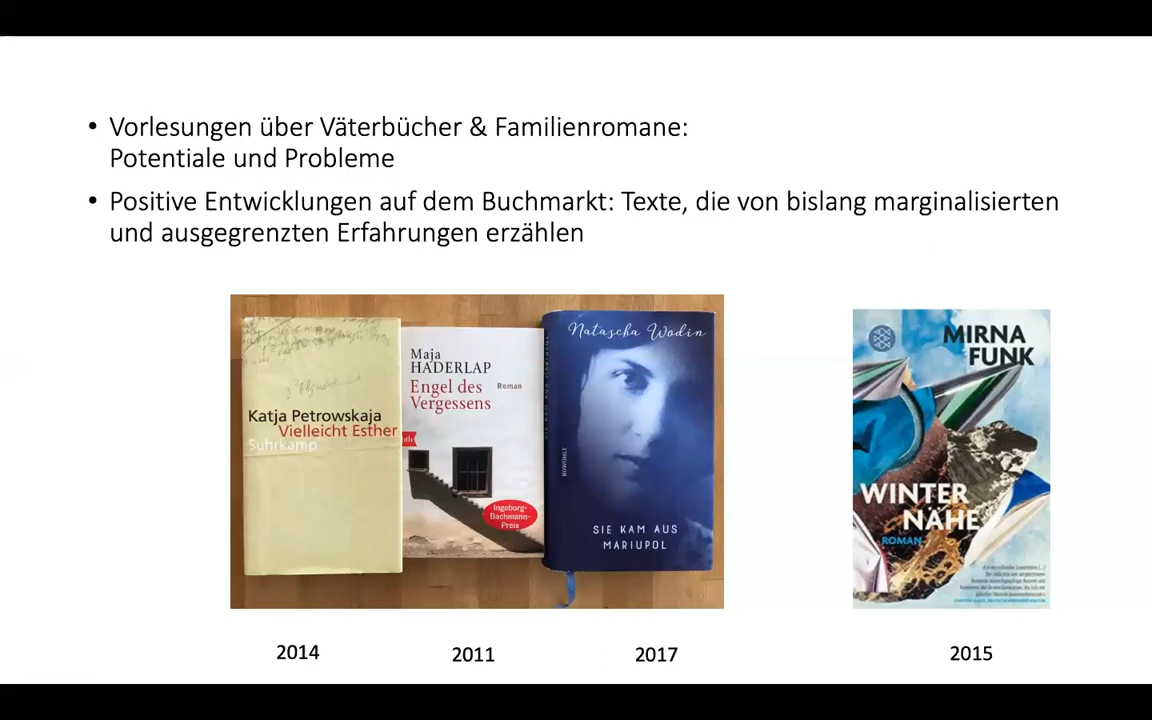 • Vorlesungen über Väterbücher & Familienromane:
Potentiale und Probleme
• Positive Entwicklungen auf dem Buchmarkt: Texte, die von bislang marginalisierten
und ausgegrenzten Erfahrungen erzählen
Katja Petrowskaja
Vielleicht Esther
Suhrkamp
Maja
HADERLAP
Engel des
Vergessens
Roman
btb
Ingeborg-
Bachmann-
Preis
Natascha Wodin
ROWOHLT
SIE KAM AUS
MARIUPOL
MIRNA
FUNK
WINTER
NÄHE
ROMAN
2014
2011
2017
2015